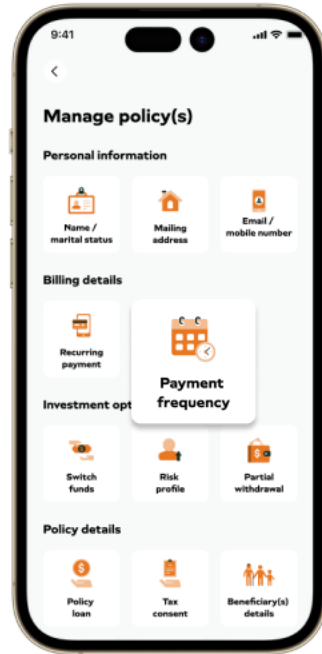 9:41
Manage policy(s)
Personal information
Name /
marital status
Mailing
address
Email /
mobile number
Billing details
Recurring
payment
Payment
frequency
Investment opt
Switch
funds
Risk
profile
Partial
withdrawal
Policy details
Policy
loan
Tax
consent
Beneficiary(s)
details